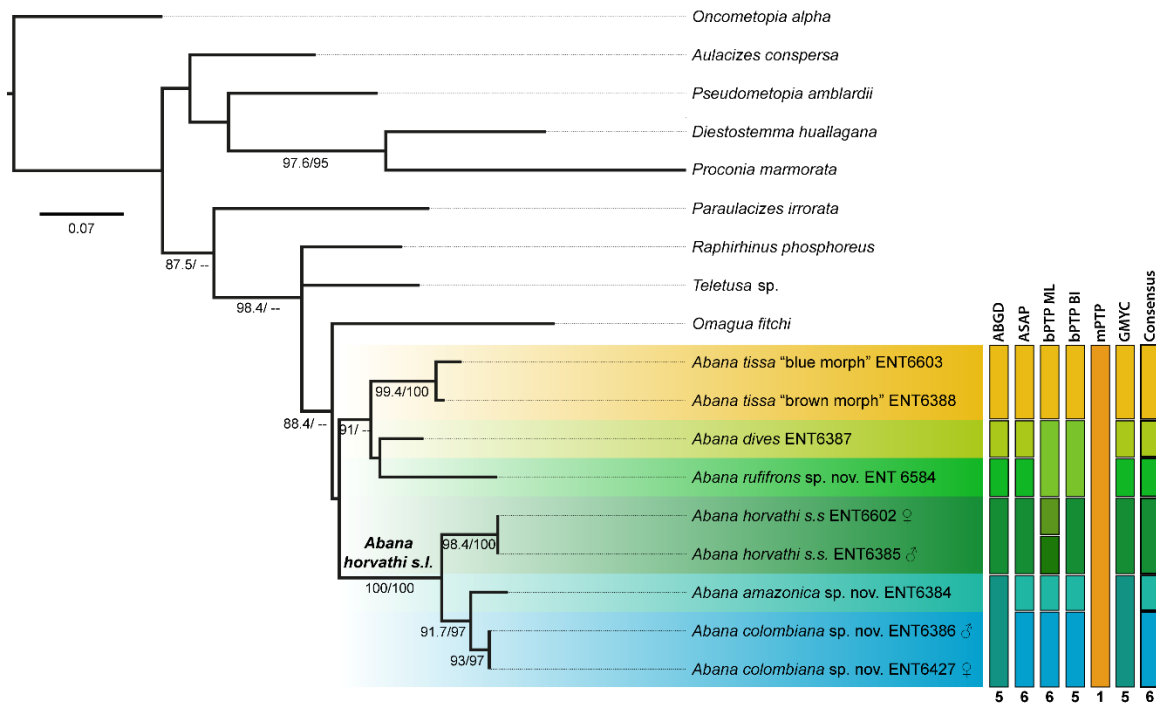 Oncometopia alpha
Aulacizes conspersa
Pseudometopia amblardii
Diestostemma huallagana
97.6/95
Proconia marmorata
0.07
Paraulacizes irrorata
87.5/ --
Raphirhinus phosphoreus
98.4/ --
Teletusa sp.
Omagua fitchi
ABGD
ASAP
bPTP ML
bPTP BI
mPTP
GMYC
Consensus
Abana tissa “blue morph” ENT6603
99.4/100
Abana tissa “brown morph” ENT6388
88.4/ --
91/ --
Abana dives ENT6387
Abana rufifrons sp. nov. ENT 6584
Abana horvathi s.s ENT6602 ♀
98.4/100
Abana horvathi s.s. ENT6385 ♂
Abana
horvathi s.l.
100/100
Abana amazonica sp. nov. ENT6384
91.7/97
Abana colombiana sp. nov. ENT6386 ♂
93/97
Abana colombiana sp. nov. ENT6427 ♀
5 6 6 5 1 5 6